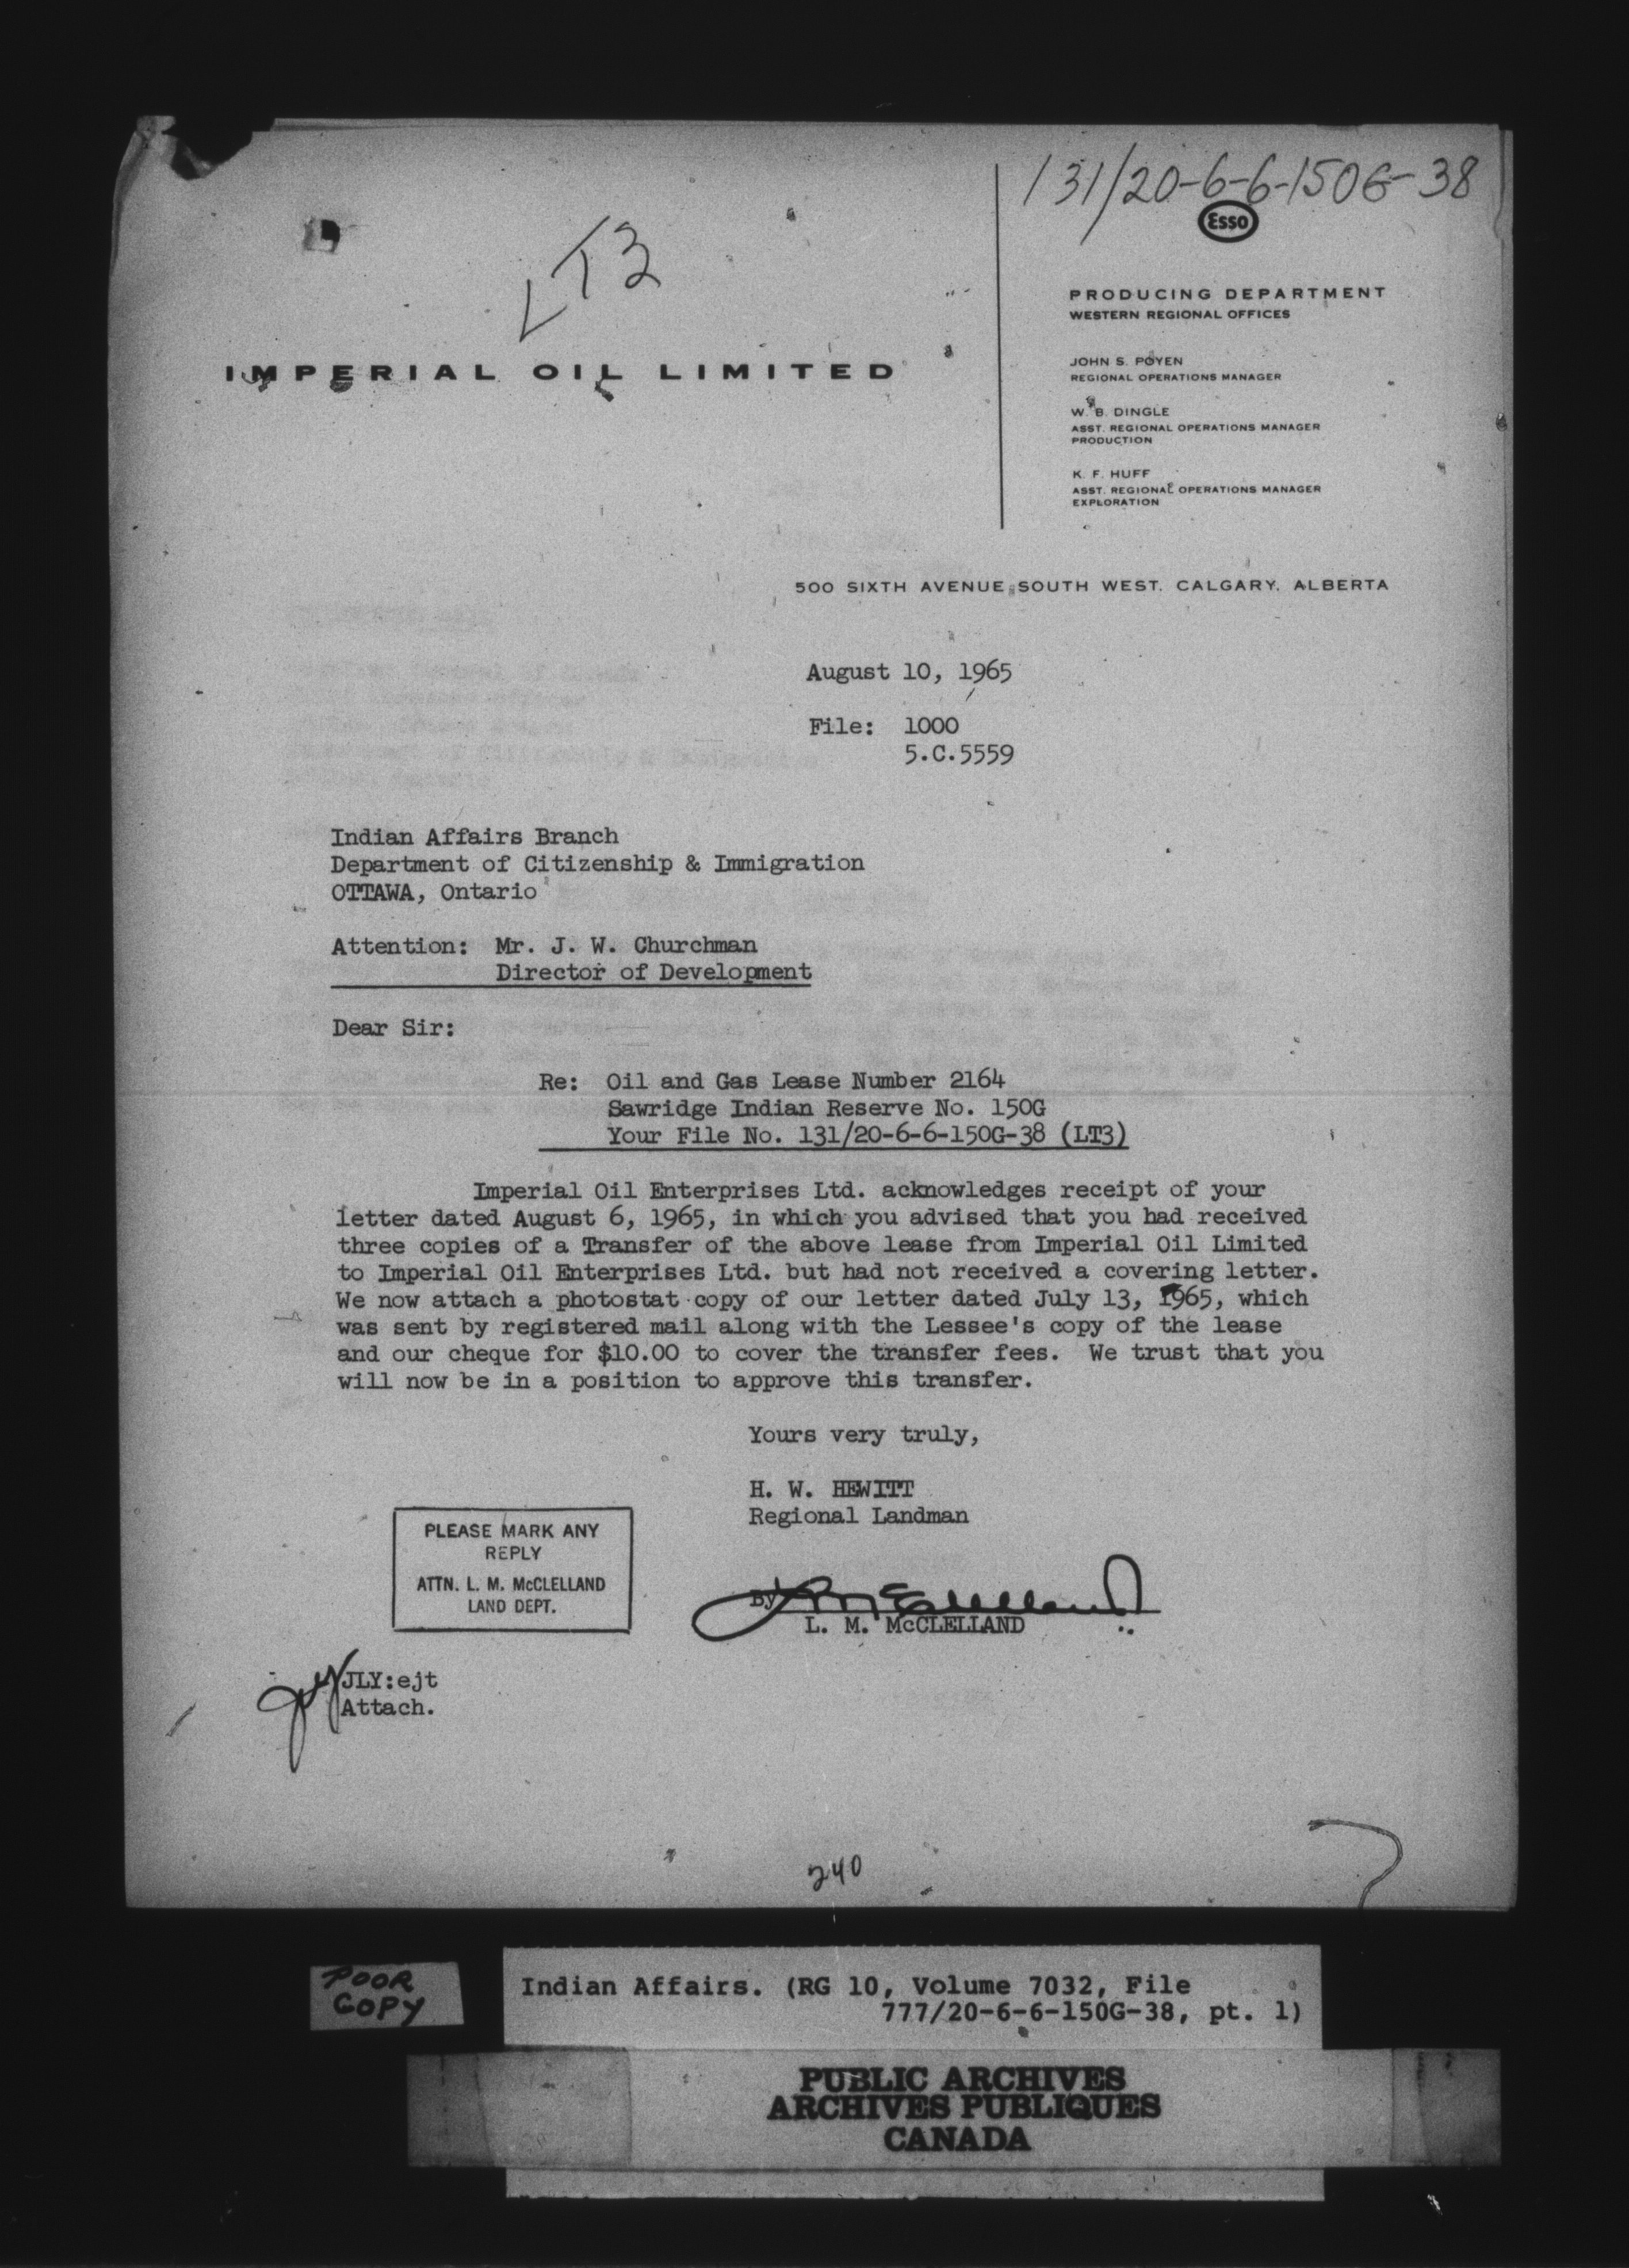 131/20-6-6-150G-38
Esso
LT3
PRODUCING DEPARTMENT
WESTERN REGIONAL OFFICES
JOHN S. POYEN
REGIONAL OPERATIONS MANAGER
IMPERIAL OIL LIMITED
W. B. DINGLE
ASST. REGIONAL OPERATIONS MANAGER
PRODUCTION
K. F. HUFF
ASST. REGIONAL OPERATIONS MANAGER
EXPLORATION
500 SIXTH AVENUE SOUTH WEST, CALGARY, ALBERTA
August 10, 1965
File: 1000
5.C.5559
Indian Affairs Branch
Department of Citizenship & Immigration
OTTAWA, Ontario
Attention: Mr. J. W. Churchman
Director of Development
Dear Sir:
Re: Oil and Gas Lease Number 2164
Sawridge Indian Reserve No. 150G
Your File No. 131/20-6-6-150G-38 (LT3)
Imperial Oil Enterprises Ltd. acknowledges receipt of your
letter dated August 6, 1965, in which you advised that you had received
three copies of a Transfer of the above lease from Imperial Oil Limited
to Imperial Oil Enterprises Ltd. but had not received a covering letter.
We now attach a photostat copy of our letter dated July 13, 1965, which
was sent by registered mail along with the Lessee's copy of the lease
and our cheque for $10.00 to cover the transfer fees. We trust that you
will now be in a position to approve this transfer.
Yours very truly,
H. W. HEWITT
Regional Landman
PLEASE MARK ANY
REPLY
ATTN. L. M. McCLELLAND
LAND DEPT.
By L M McClelland
L. M. McCLELLAND
JLY:ejt
Attach.
240
POOR
COPY
Indian Affairs. (RG 10, Volume 7032, File
777/20-6-6-150G-38, pt. 1)
PUBLIC ARCHIVES
ARCHIVES PUBLIQUES
CANADA